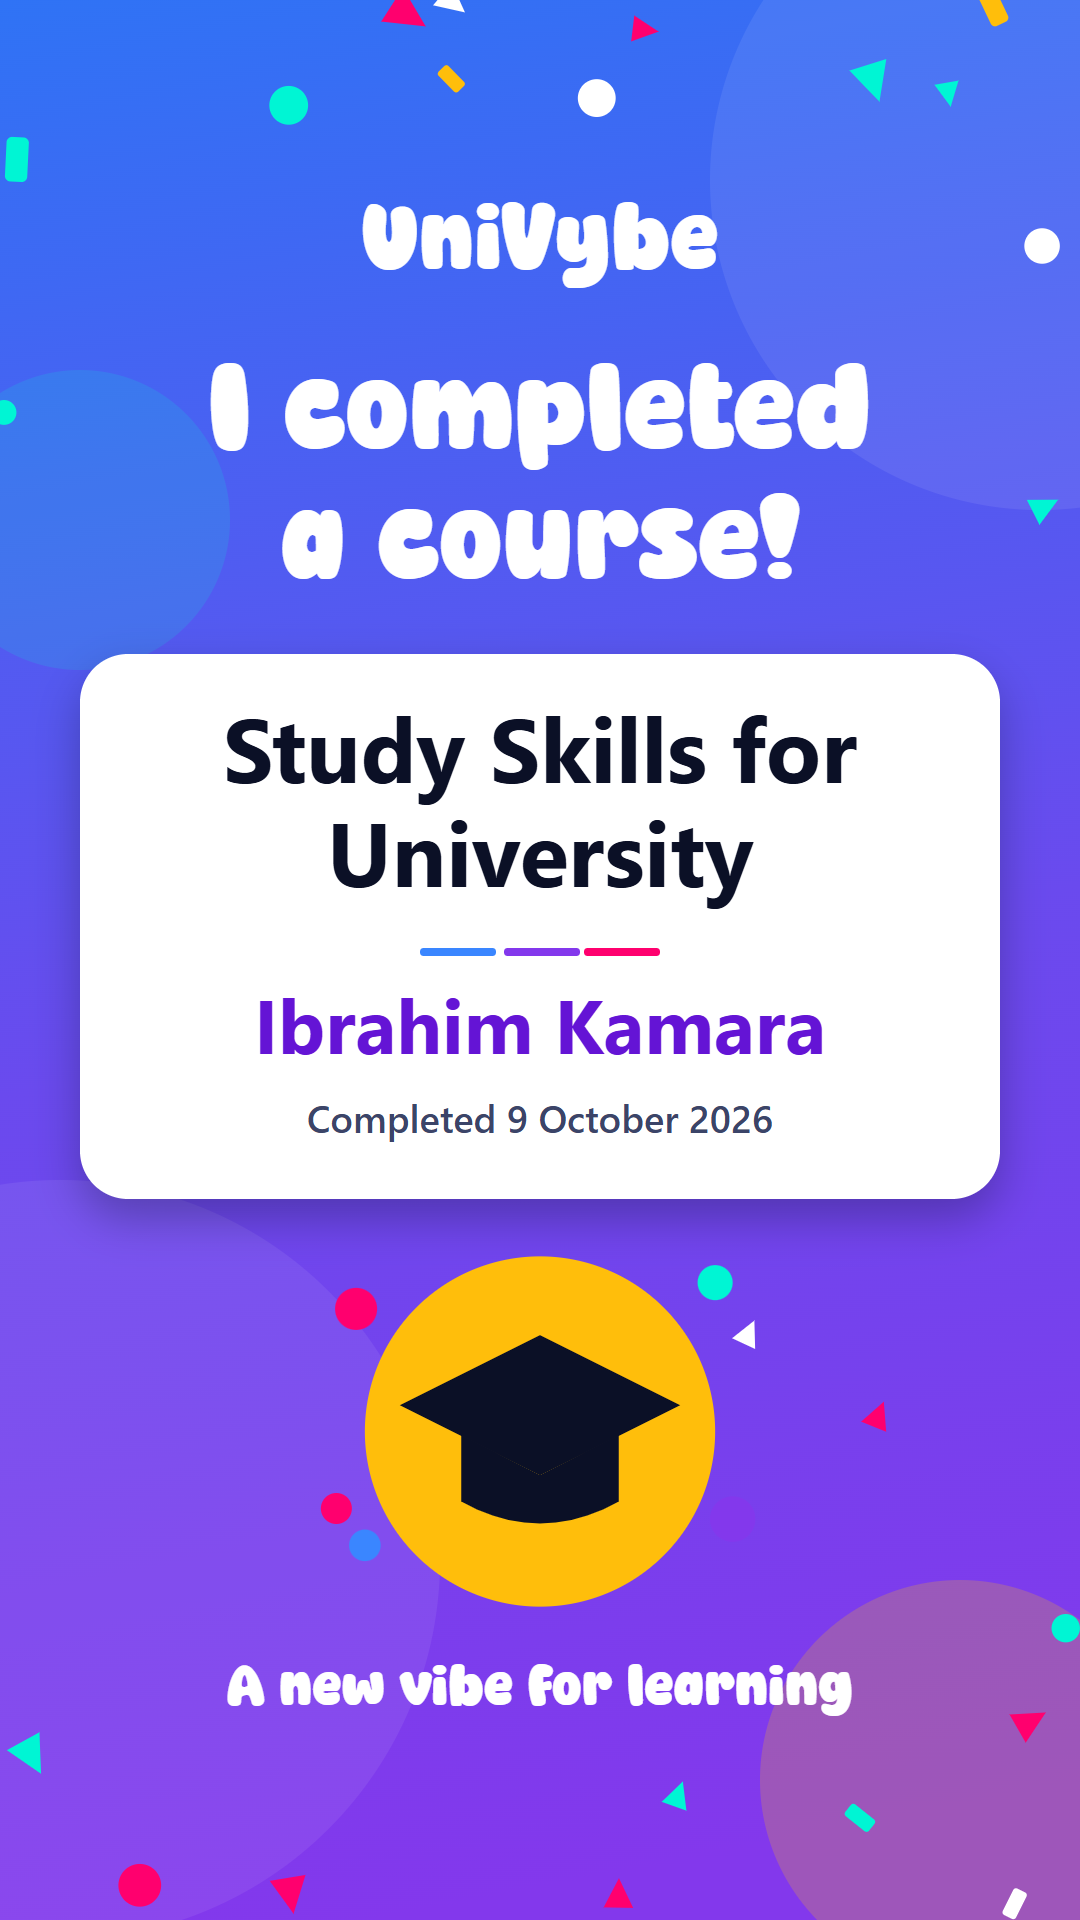 UniVybe
I completed
a course!
Study Skills for
University
Ibrahim Kamara
Completed 9 October 2026
A new vibe for learning